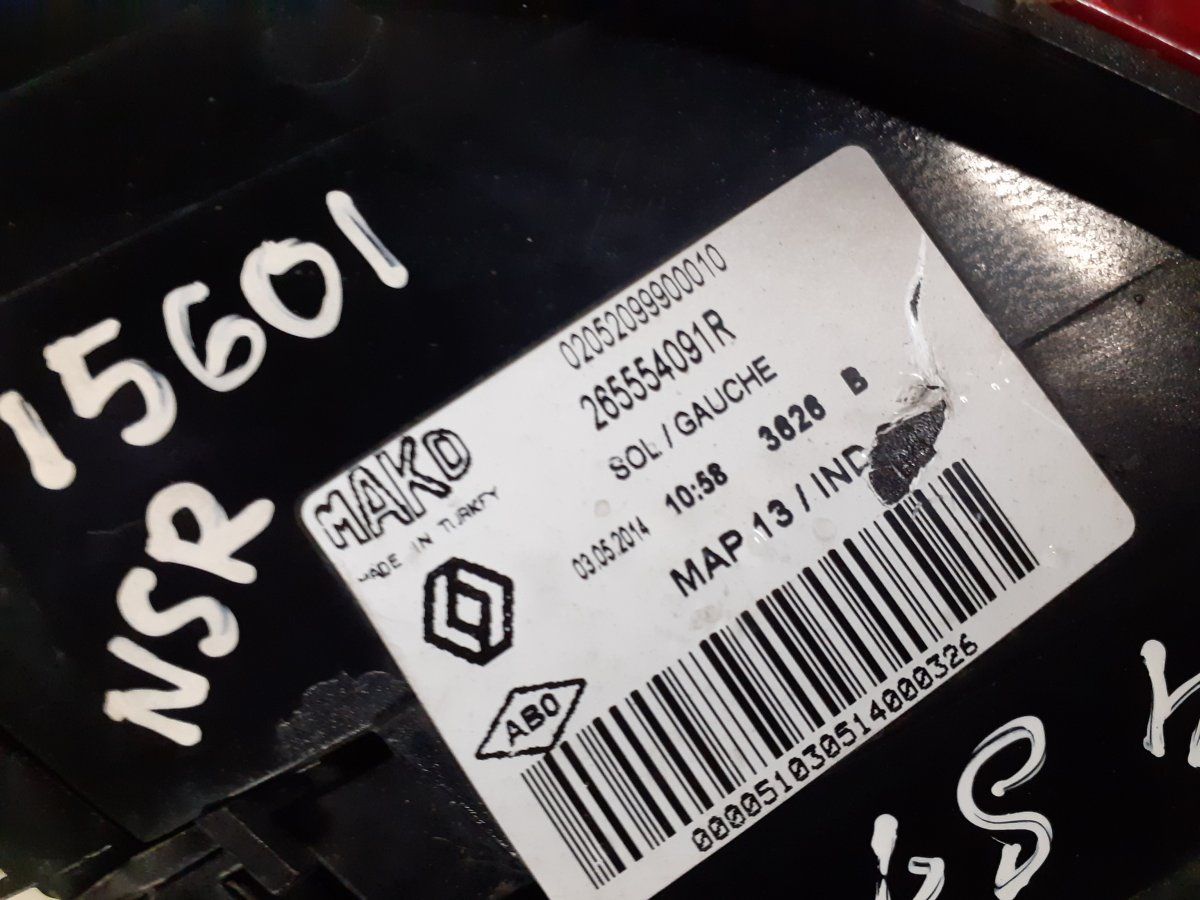 15601
NSR
02052099900010
265554091R
SOL / GAUCHE
03.05.2014 10:58 3626 B
MAP 13 / IND
MAKO
MADE IN TURKEY
ABO
000051030514000326